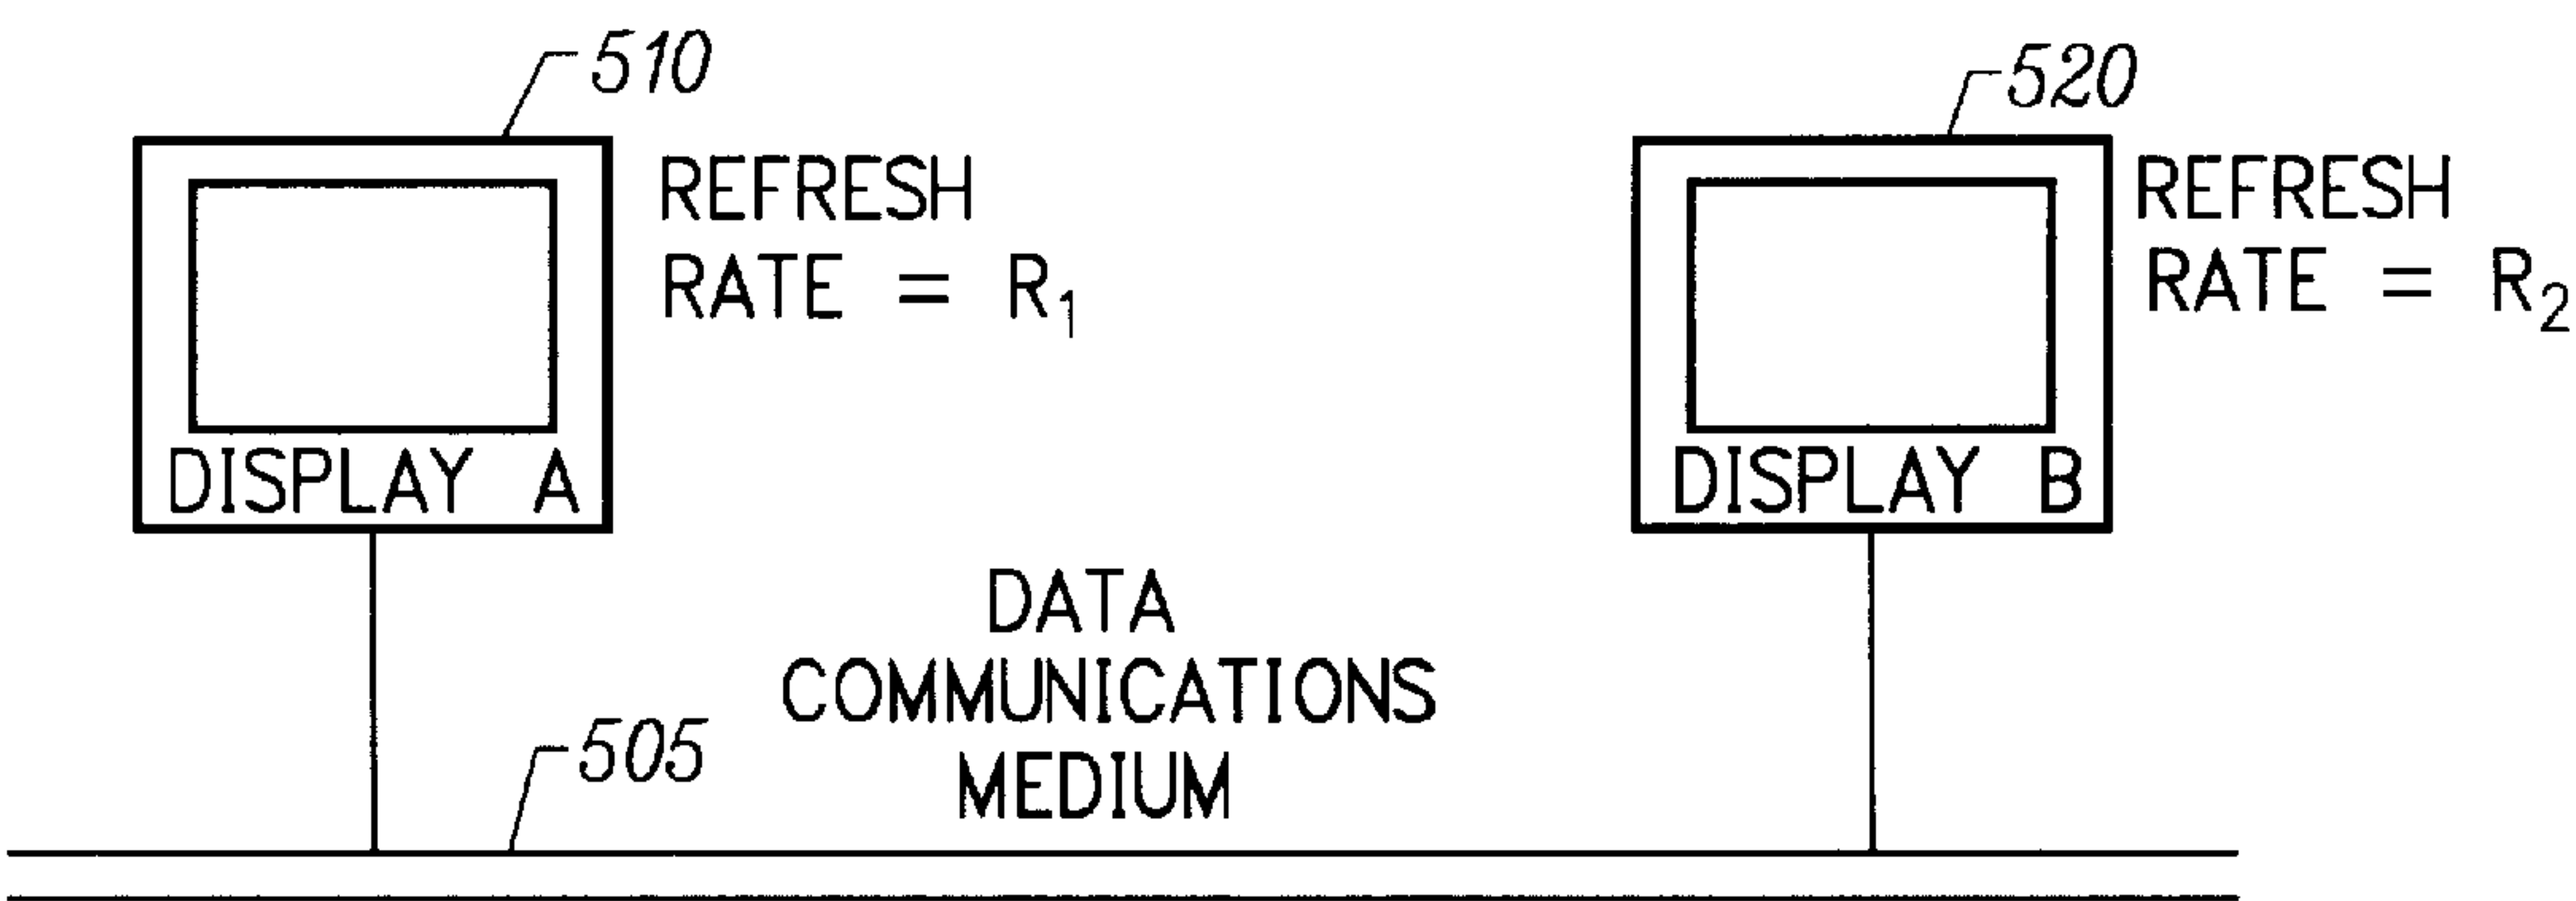 510
REFRESH
RATE = R₁
DISPLAY A
520
REFRESH
RATE = R₂
DISPLAY B
DATA
COMMUNICATIONS
MEDIUM
505